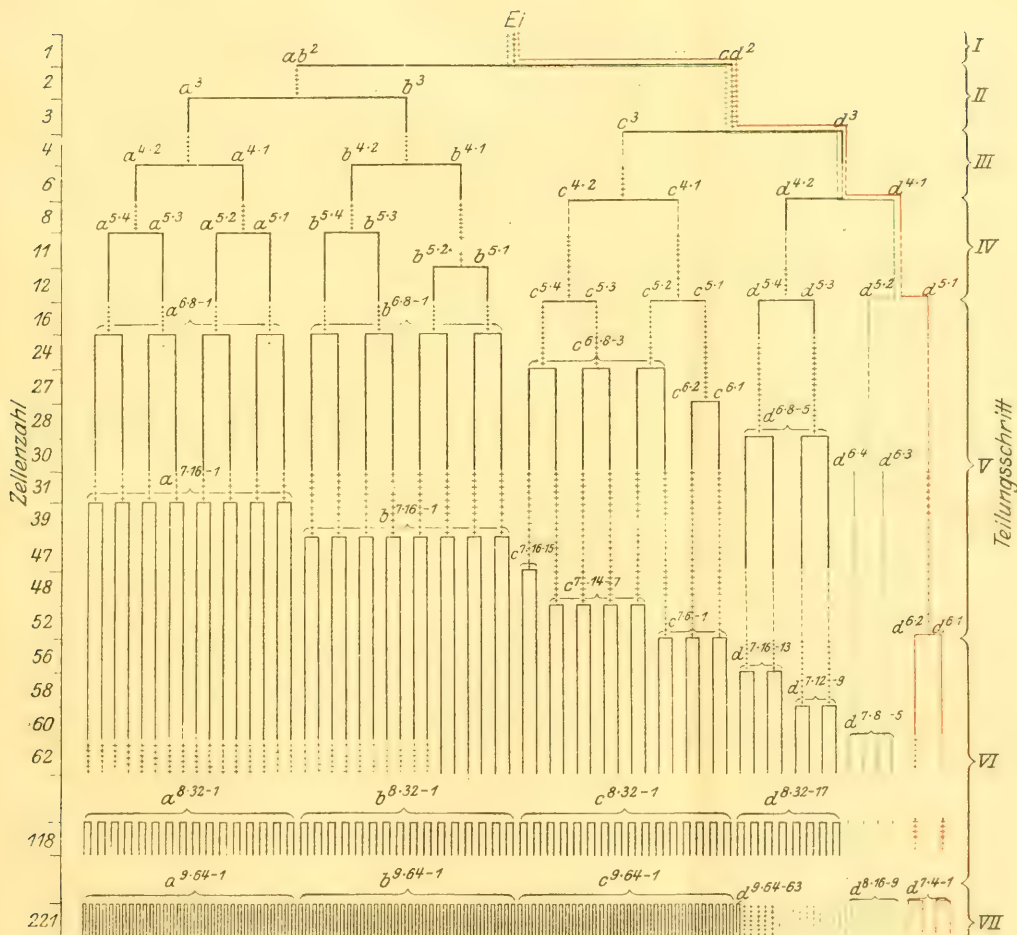 Ei
1
I
ab²
cd²
2
II
a³
b³
3
c³
d³
4
III
a⁴·² a⁴·¹ b⁴·² b⁴·¹
6
c⁴·² c⁴·¹ d⁴·² d⁴·¹
8
a⁵·⁴ a⁵·³ a⁵·² a⁵·¹ b⁵·⁴ b⁵·³
11
b⁵·² b⁵·¹
IV
12
c⁵·⁴ c⁵·³ c⁵·² c⁵·¹ d⁵·⁴ d⁵·³ d⁵·² d⁵·¹
16
a⁶·⁸⁻¹ b⁶·⁸⁻¹
24
c⁶·⁸⁻³
27
c⁶·² c⁶·¹
28
d⁶·⁸⁻⁵
30
d⁶·⁴ d⁶·³
V
Zellenzahl
Teilungsschritt
31
a⁷·¹⁶⁻¹
39
b⁷·¹⁶⁻¹
47
c⁷·¹⁶·¹⁵
48
c⁷·¹⁴⁻⁷
52
c⁷·⁶⁻¹
d⁶·² d⁶·¹
56
d⁷·¹⁶⁻¹³
58
d⁷·¹²⁻⁹
60
d⁷·⁸⁻⁵
62
VI
a⁸·³²⁻¹ b⁸·³²⁻¹ c⁸·³²⁻¹ d⁸·³²⁻¹⁷
118
a⁹·⁶⁴⁻¹ b⁹·⁶⁴⁻¹ c⁹·⁶⁴⁻¹ d⁹·⁶⁴⁻⁶³ d⁸·¹⁶⁻⁹ d⁷·⁴⁻¹
221
VII